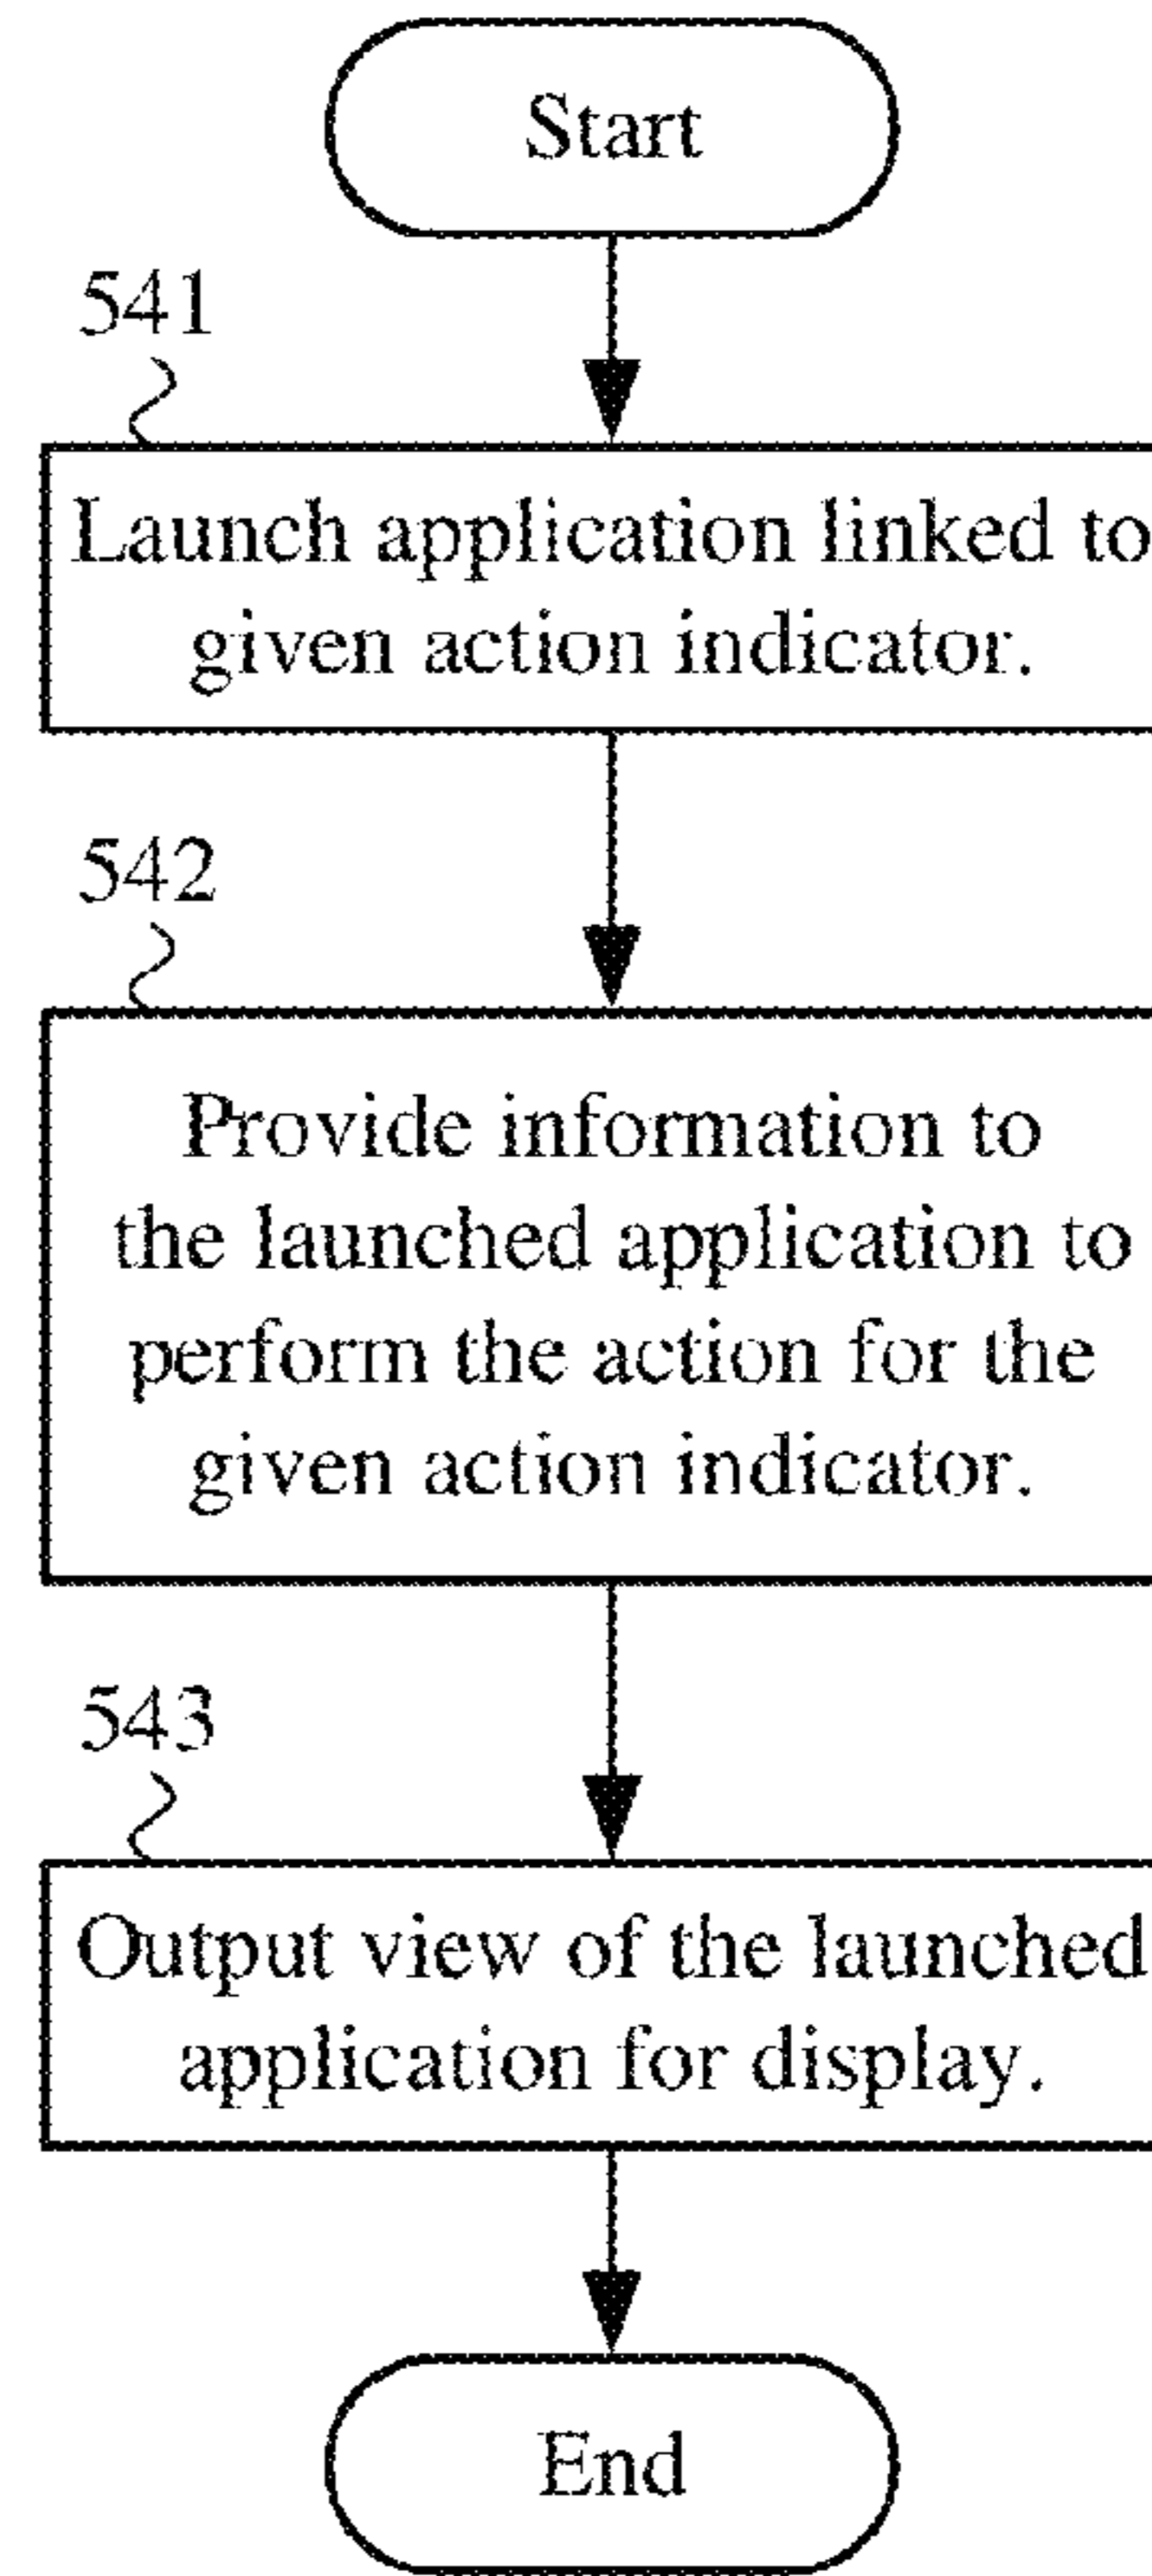 Start
541
Launch application linked to
given action indicator.
542
Provide information to
the launched application to
perform the action for the
given action indicator.
543
Output view of the launched
application for display.
End